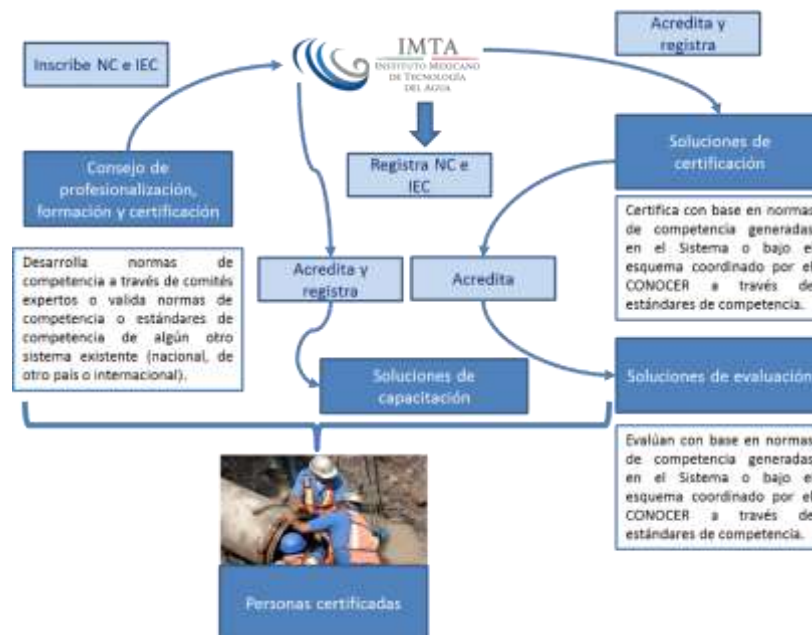 Inscribe NC e IEC
IMTA
INSTITUTO MEXICANO
DE TECNOLOGÍA
DEL AGUA
Acredita y
registra
Consejo de
profesionalización,
formación y certificación
Registra NC e
IEC
Soluciones de
certificación
Desarrolla normas de
competencia a través de comités
expertos o valida normas de
competencia o estándares de
competencia de algún otro
sistema existente (nacional, de
otro país o internacional).
Acredita y
registra
Acredita
Certifica con base en normas
de competencia generadas
en el Sistema o bajo el
esquema coordinado por el
CONOCER a través de
estándares de competencia.
Soluciones de
capacitación
Soluciones de evaluación
Evalúan con base en normas
de competencia generadas
en el Sistema o bajo el
esquema coordinado por el
CONOCER a través de
estándares de competencia.
Personas certificadas